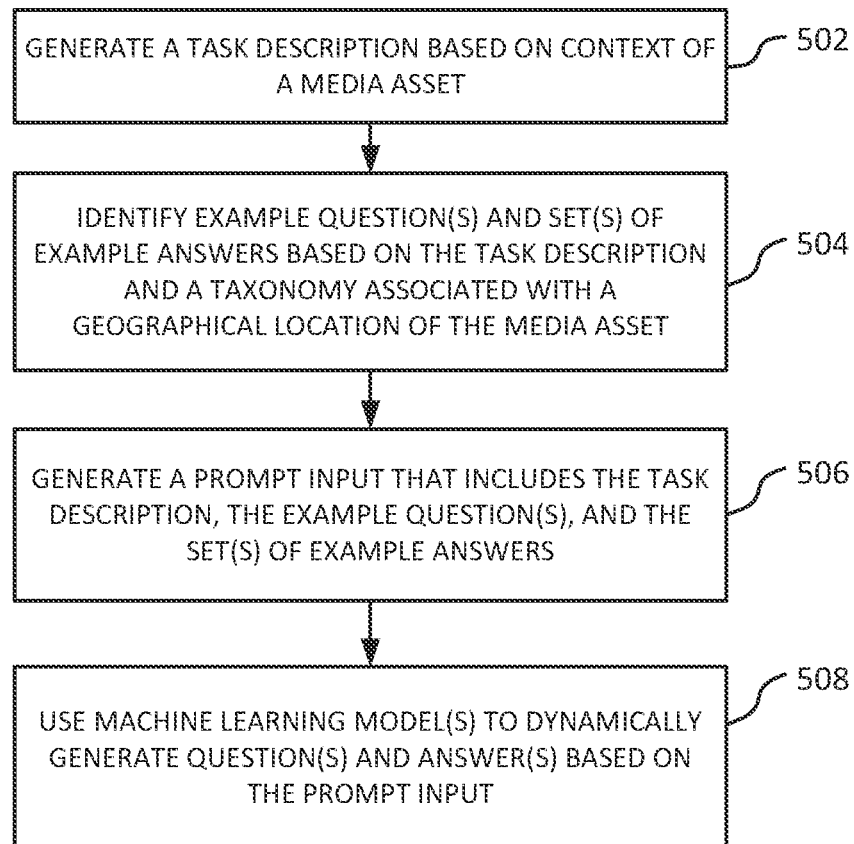 GENERATE A TASK DESCRIPTION BASED ON CONTEXT OF
A MEDIA ASSET
502
IDENTIFY EXAMPLE QUESTION(S) AND SET(S) OF
EXAMPLE ANSWERS BASED ON THE TASK DESCRIPTION
AND A TAXONOMY ASSOCIATED WITH A
GEOGRAPHICAL LOCATION OF THE MEDIA ASSET
504
GENERATE A PROMPT INPUT THAT INCLUDES THE TASK
DESCRIPTION, THE EXAMPLE QUESTION(S), AND THE
SET(S) OF EXAMPLE ANSWERS
506
USE MACHINE LEARNING MODEL(S) TO DYNAMICALLY
GENERATE QUESTION(S) AND ANSWER(S) BASED ON
THE PROMPT INPUT
508